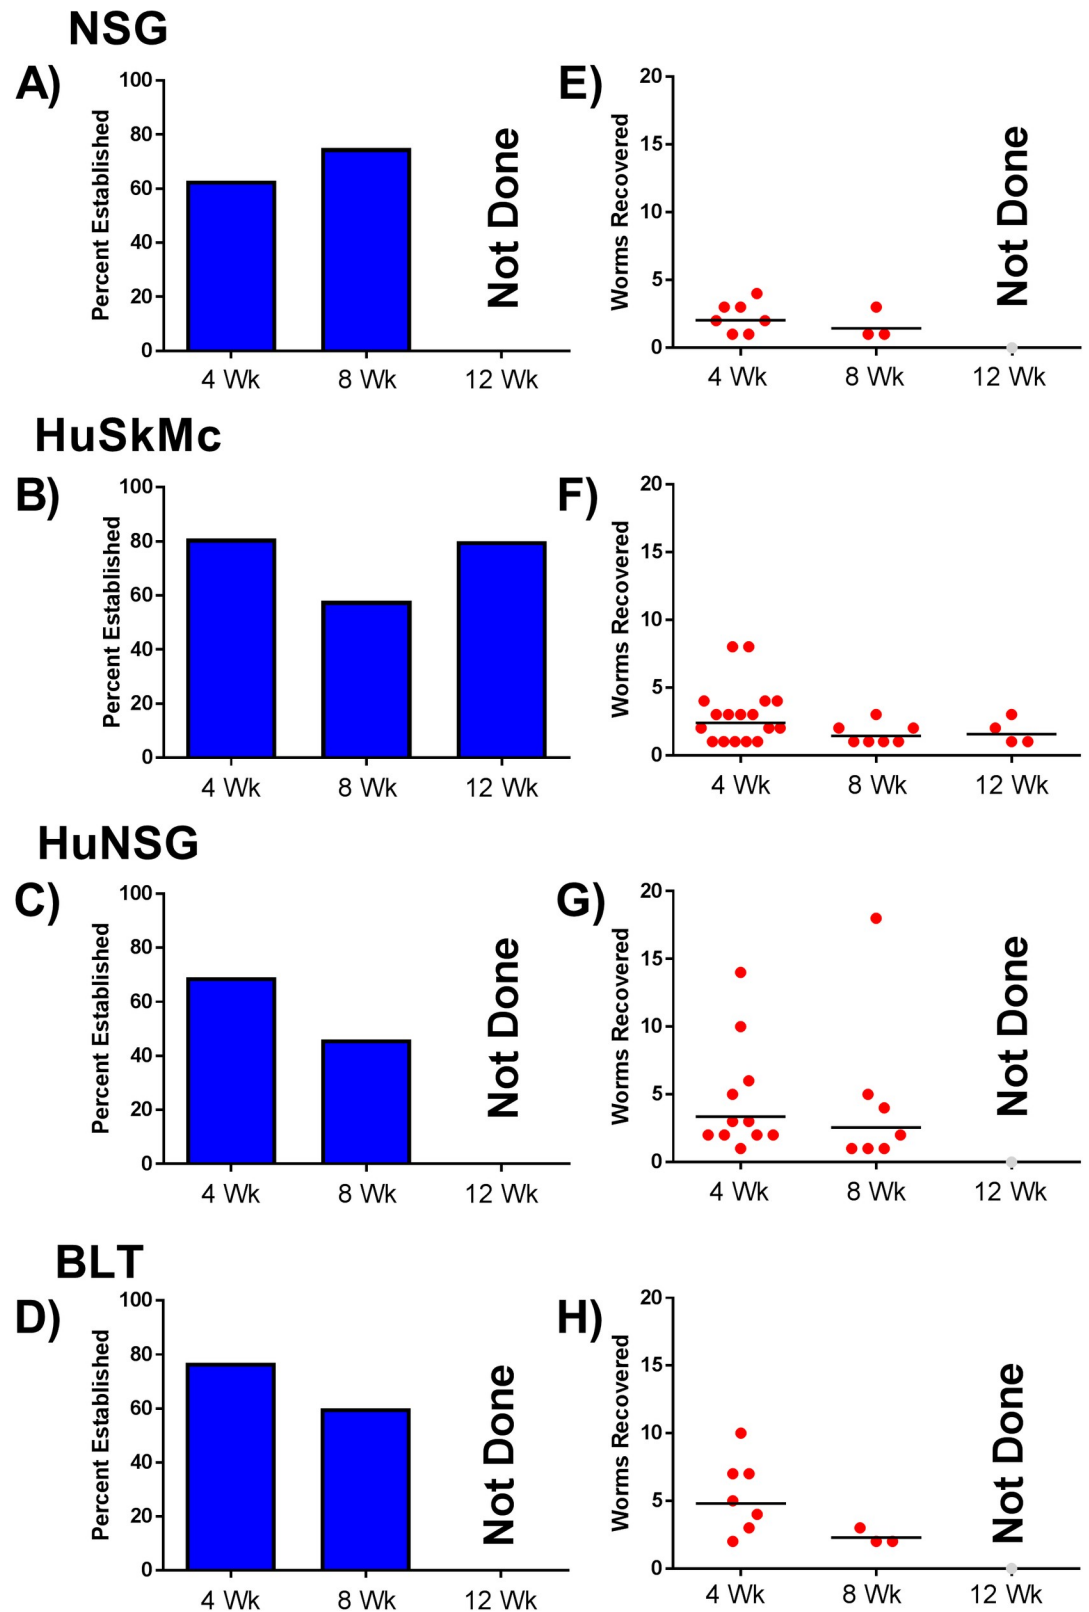 NSG
A)
Percent Established
100
80
60
40
20
0
Not Done
4 Wk
8 Wk
12 Wk
E)
Worms Recovered
20
15
10
5
0
Not Done
4 Wk
8 Wk
12 Wk
HuSkMc
B)
Percent Established
100
80
60
40
20
0
4 Wk
8 Wk
12 Wk
F)
Worms Recovered
20
15
10
5
0
4 Wk
8 Wk
12 Wk
HuNSG
C)
Percent Established
100
80
60
40
20
0
Not Done
4 Wk
8 Wk
12 Wk
G)
Worms Recovered
20
15
10
5
0
Not Done
4 Wk
8 Wk
12 Wk
BLT
D)
Percent Established
100
80
60
40
20
0
Not Done
4 Wk
8 Wk
12 Wk
H)
Worms Recovered
20
15
10
5
0
Not Done
4 Wk
8 Wk
12 Wk